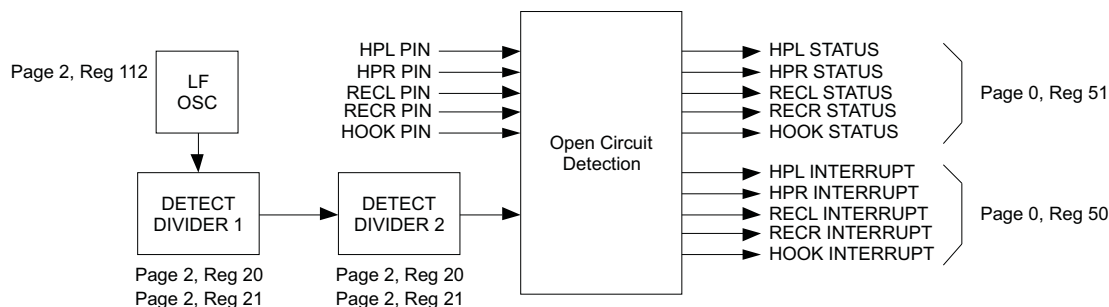 Page 2, Reg 112
LF
OSC
DETECT
DIVIDER 1
Page 2, Reg 20
Page 2, Reg 21
DETECT
DIVIDER 2
Page 2, Reg 20
Page 2, Reg 21
HPL PIN
HPR PIN
RECL PIN
RECR PIN
HOOK PIN
Open Circuit
Detection
HPL STATUS
HPR STATUS
RECL STATUS
RECR STATUS
HOOK STATUS
Page 0, Reg 51
HPL INTERRUPT
HPR INTERRUPT
RECL INTERRUPT
RECR INTERRUPT
HOOK INTERRUPT
Page 0, Reg 50